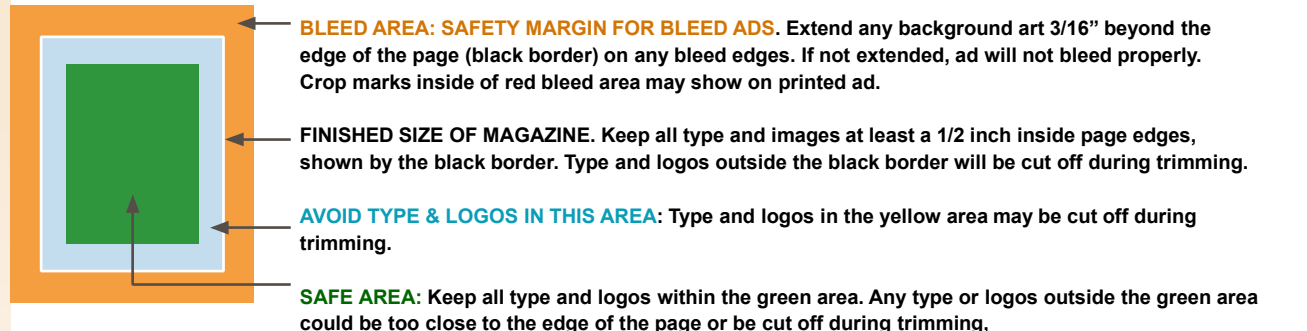 BLEED AREA: SAFETY MARGIN FOR BLEED ADS. Extend any background art 3/16” beyond the
edge of the page (black border) on any bleed edges. If not extended, ad will not bleed properly.
Crop marks inside of red bleed area may show on printed ad.
FINISHED SIZE OF MAGAZINE. Keep all type and images at least a 1/2 inch inside page edges,
shown by the black border. Type and logos outside the black border will be cut off during trimming.
AVOID TYPE & LOGOS IN THIS AREA: Type and logos in the yellow area may be cut off during
trimming.
SAFE AREA: Keep all type and logos within the green area. Any type or logos outside the green area
could be too close to the edge of the page or be cut off during trimming,